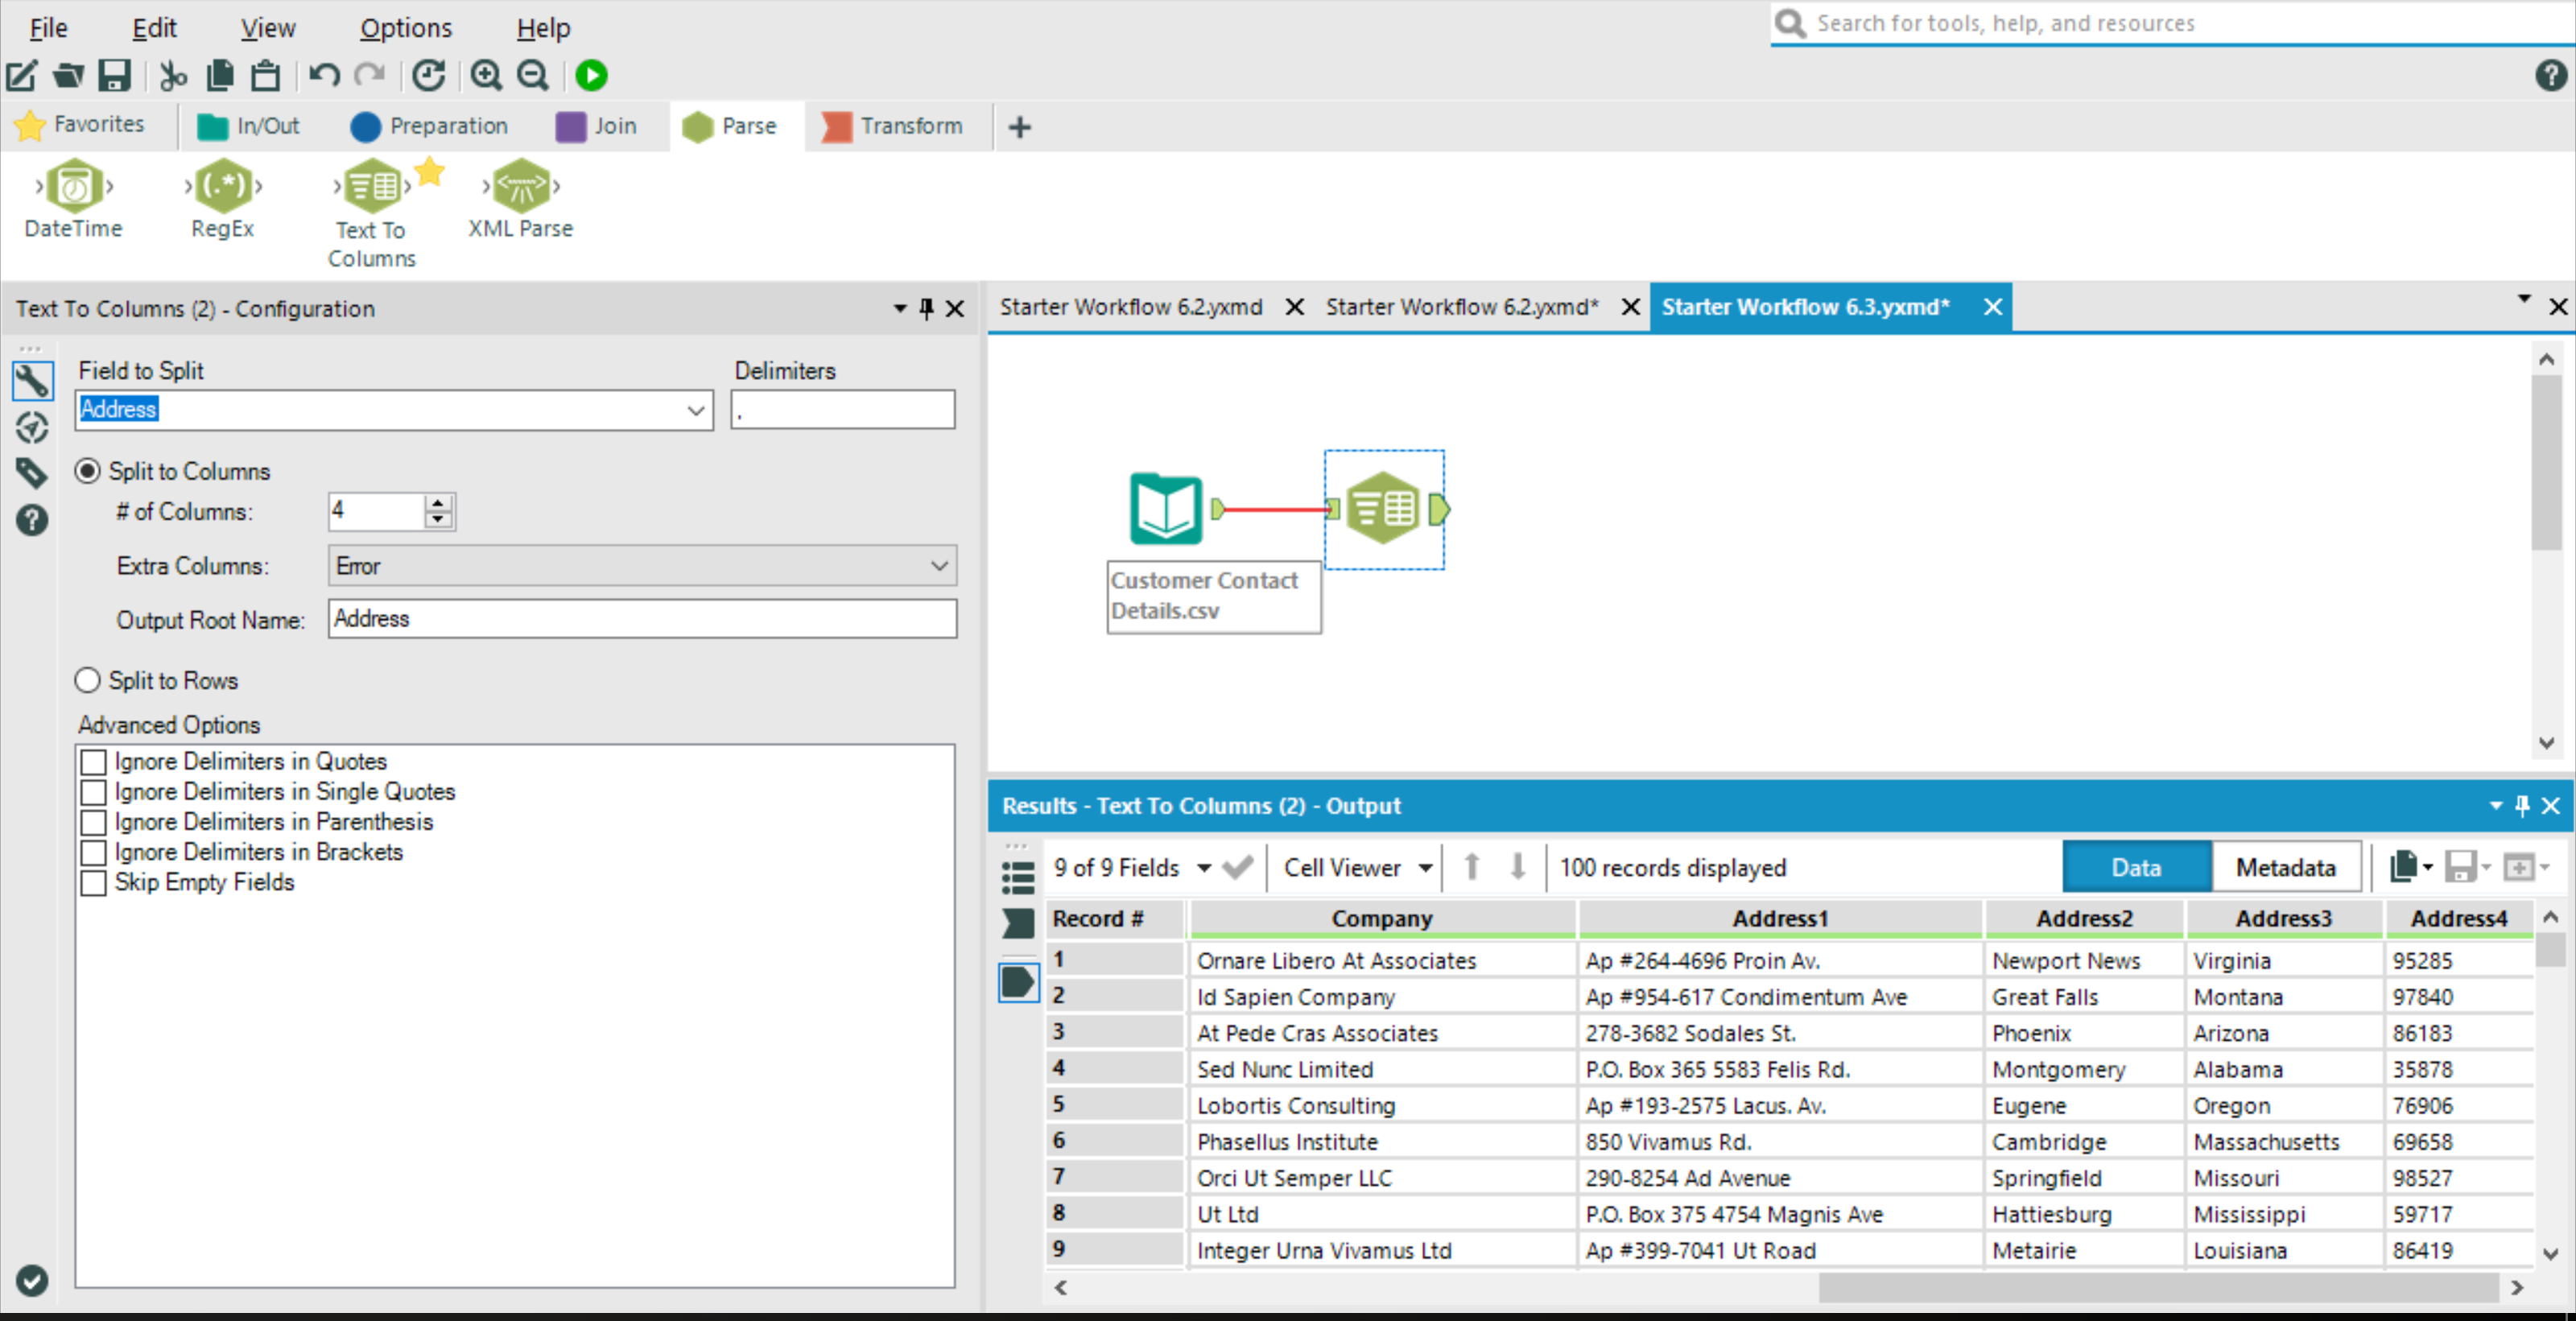 File Edit View Options Help
Search for tools, help, and resources
Favorites In/Out Preparation Join Parse Transform
DateTime RegEx Text To Columns XML Parse
Text To Columns (2) - Configuration
Starter Workflow 6.2.yxmd Starter Workflow 6.2.yxmd* Starter Workflow 6.3.yxmd*
Field to Split Delimiters
Address ,
Split to Columns
# of Columns: 4
Extra Columns: Error
Output Root Name: Address
Split to Rows
Advanced Options
Ignore Delimiters in Quotes
Ignore Delimiters in Single Quotes
Ignore Delimiters in Parenthesis
Ignore Delimiters in Brackets
Skip Empty Fields
(.*)
Customer Contact
Details.csv
Results - Text To Columns (2) - Output
9 of 9 Fields Cell Viewer 100 records displayed Data Metadata
Record # Company Address1 Address2 Address3 Address4
1 Ornare Libero At Associates Ap #264-4696 Proin Av. Newport News Virginia 95285
2 Id Sapien Company Ap #954-617 Condimentum Ave Great Falls Montana 97840
3 At Pede Cras Associates 278-3682 Sodales St. Phoenix Arizona 86183
4 Sed Nunc Limited P.O. Box 365 5583 Felis Rd. Montgomery Alabama 35878
5 Lobortis Consulting Ap #193-2575 Lacus. Av. Eugene Oregon 76906
6 Phasellus Institute 850 Vivamus Rd. Cambridge Massachusetts 69658
7 Orci Ut Semper LLC 290-8254 Ad Avenue Springfield Missouri 98527
8 Ut Ltd P.O. Box 375 4754 Magnis Ave Hattiesburg Mississippi 59717
9 Integer Urna Vivamus Ltd Ap #399-7041 Ut Road Metairie Louisiana 86419